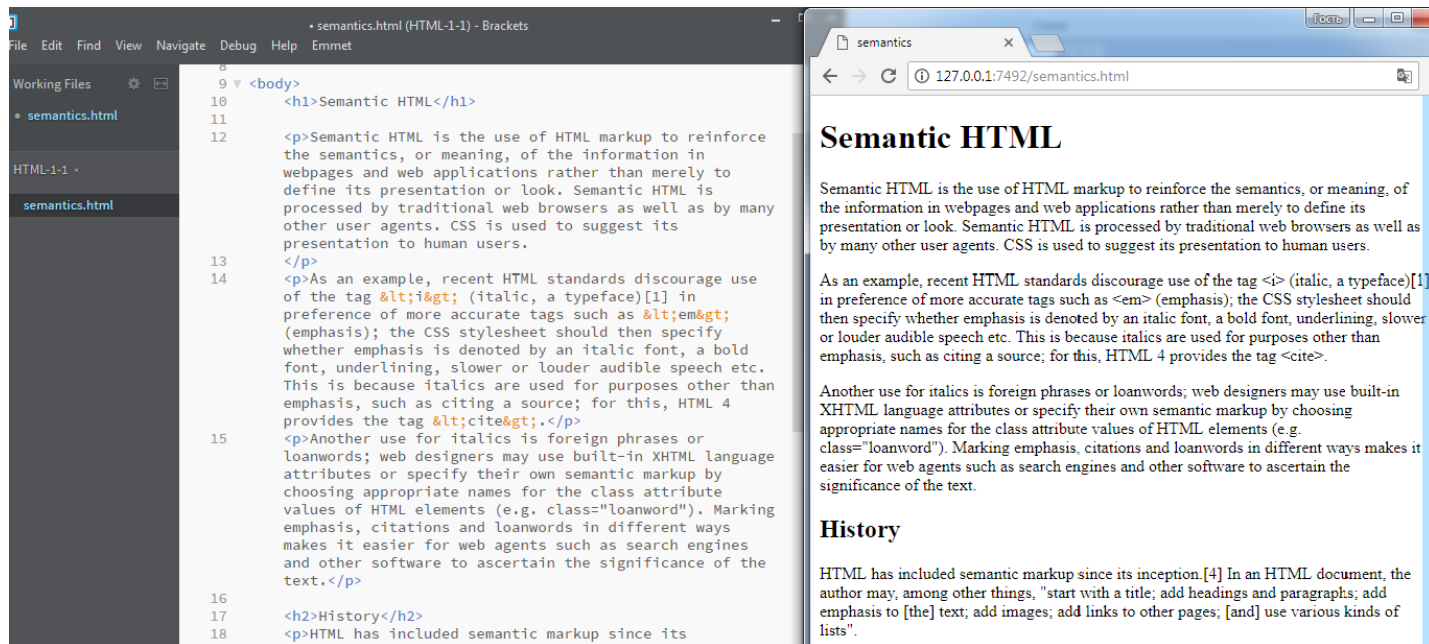 • semantics.html (HTML-1-1) - Brackets
File Edit Find View Navigate Debug Help Emmet
Working Files
• semantics.html
HTML-1-1
semantics.html
8
9 <body>
10 <h1>Semantic HTML</h1>
11
12 <p>Semantic HTML is the use of HTML markup to reinforce
the semantics, or meaning, of the information in
webpages and web applications rather than merely to
define its presentation or look. Semantic HTML is
processed by traditional web browsers as well as by many
other user agents. CSS is used to suggest its
presentation to human users.
13 </p>
14 <p>As an example, recent HTML standards discourage use
of the tag &lt;i&gt; (italic, a typeface)[1] in
preference of more accurate tags such as &lt;em&gt;
(emphasis); the CSS stylesheet should then specify
whether emphasis is denoted by an italic font, a bold
font, underlining, slower or louder audible speech etc.
This is because italics are used for purposes other than
emphasis, such as citing a source; for this, HTML 4
provides the tag &lt;cite&gt;.</p>
15 <p>Another use for italics is foreign phrases or
loanwords; web designers may use built-in XHTML language
attributes or specify their own semantic markup by
choosing appropriate names for the class attribute
values of HTML elements (e.g. class="loanword"). Marking
emphasis, citations and loanwords in different ways
makes it easier for web agents such as search engines
and other software to ascertain the significance of the
text.</p>
16
17 <h2>History</h2>
18 <p>HTML has included semantic markup since its
Гость
semantics
127.0.0.1:7492/semantics.html
Semantic HTML
Semantic HTML is the use of HTML markup to reinforce the semantics, or meaning, of
the information in webpages and web applications rather than merely to define its
presentation or look. Semantic HTML is processed by traditional web browsers as well as
by many other user agents. CSS is used to suggest its presentation to human users.
As an example, recent HTML standards discourage use of the tag <i> (italic, a typeface)[1]
in preference of more accurate tags such as <em> (emphasis); the CSS stylesheet should
then specify whether emphasis is denoted by an italic font, a bold font, underlining, slower
or louder audible speech etc. This is because italics are used for purposes other than
emphasis, such as citing a source; for this, HTML 4 provides the tag <cite>.
Another use for italics is foreign phrases or loanwords; web designers may use built-in
XHTML language attributes or specify their own semantic markup by choosing
appropriate names for the class attribute values of HTML elements (e.g.
class="loanword"). Marking emphasis, citations and loanwords in different ways makes it
easier for web agents such as search engines and other software to ascertain the
significance of the text.
History
HTML has included semantic markup since its inception.[4] In an HTML document, the
author may, among other things, "start with a title; add headings and paragraphs; add
emphasis to [the] text; add images; add links to other pages; [and] use various kinds of
lists".